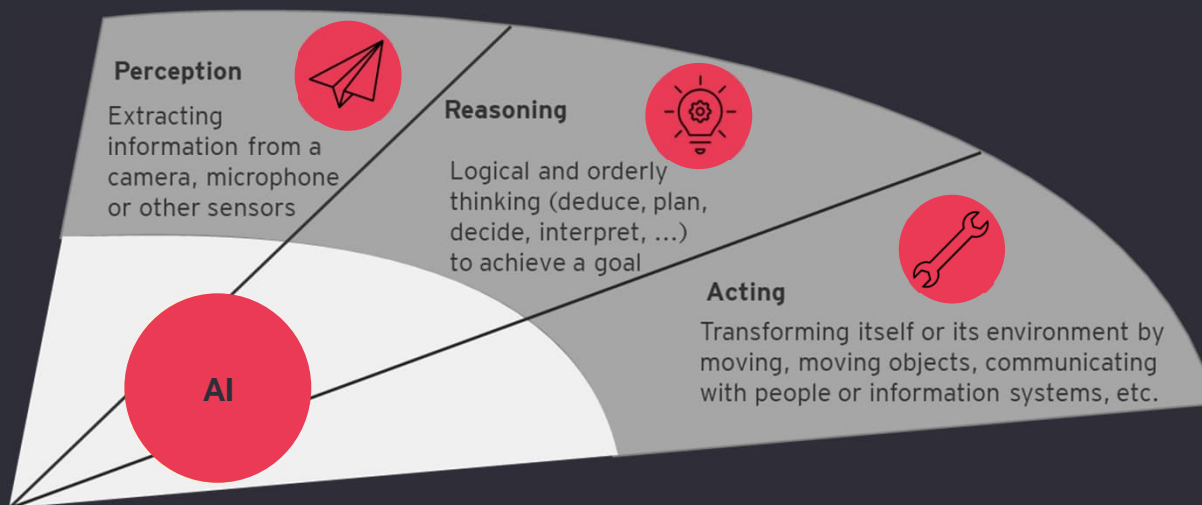 Perception
Extracting
information from a
camera, microphone
or other sensors
Reasoning
Logical and orderly
thinking (deduce, plan,
decide, interpret, ...)
to achieve a goal
Acting
Transforming itself or its environment by
moving, moving objects, communicating
with people or information systems, etc.
AI